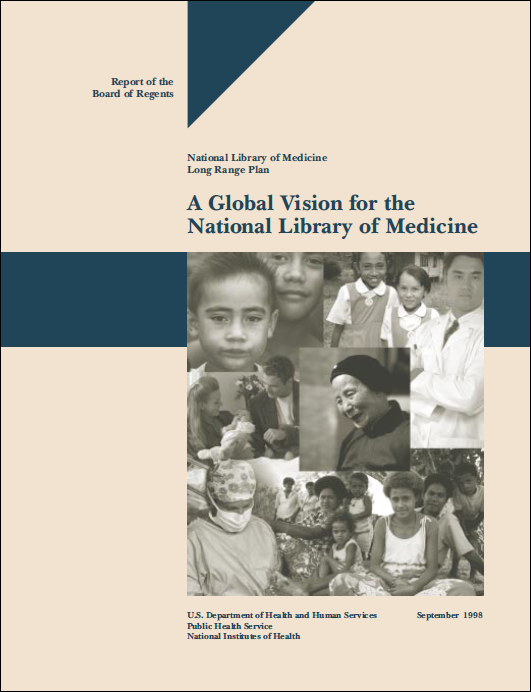 Report of the
Board of Regents
National Library of Medicine
Long Range Plan
A Global Vision for the
National Library of Medicine
U.S. Department of Health and Human Services September 1998
Public Health Service
National Institutes of Health